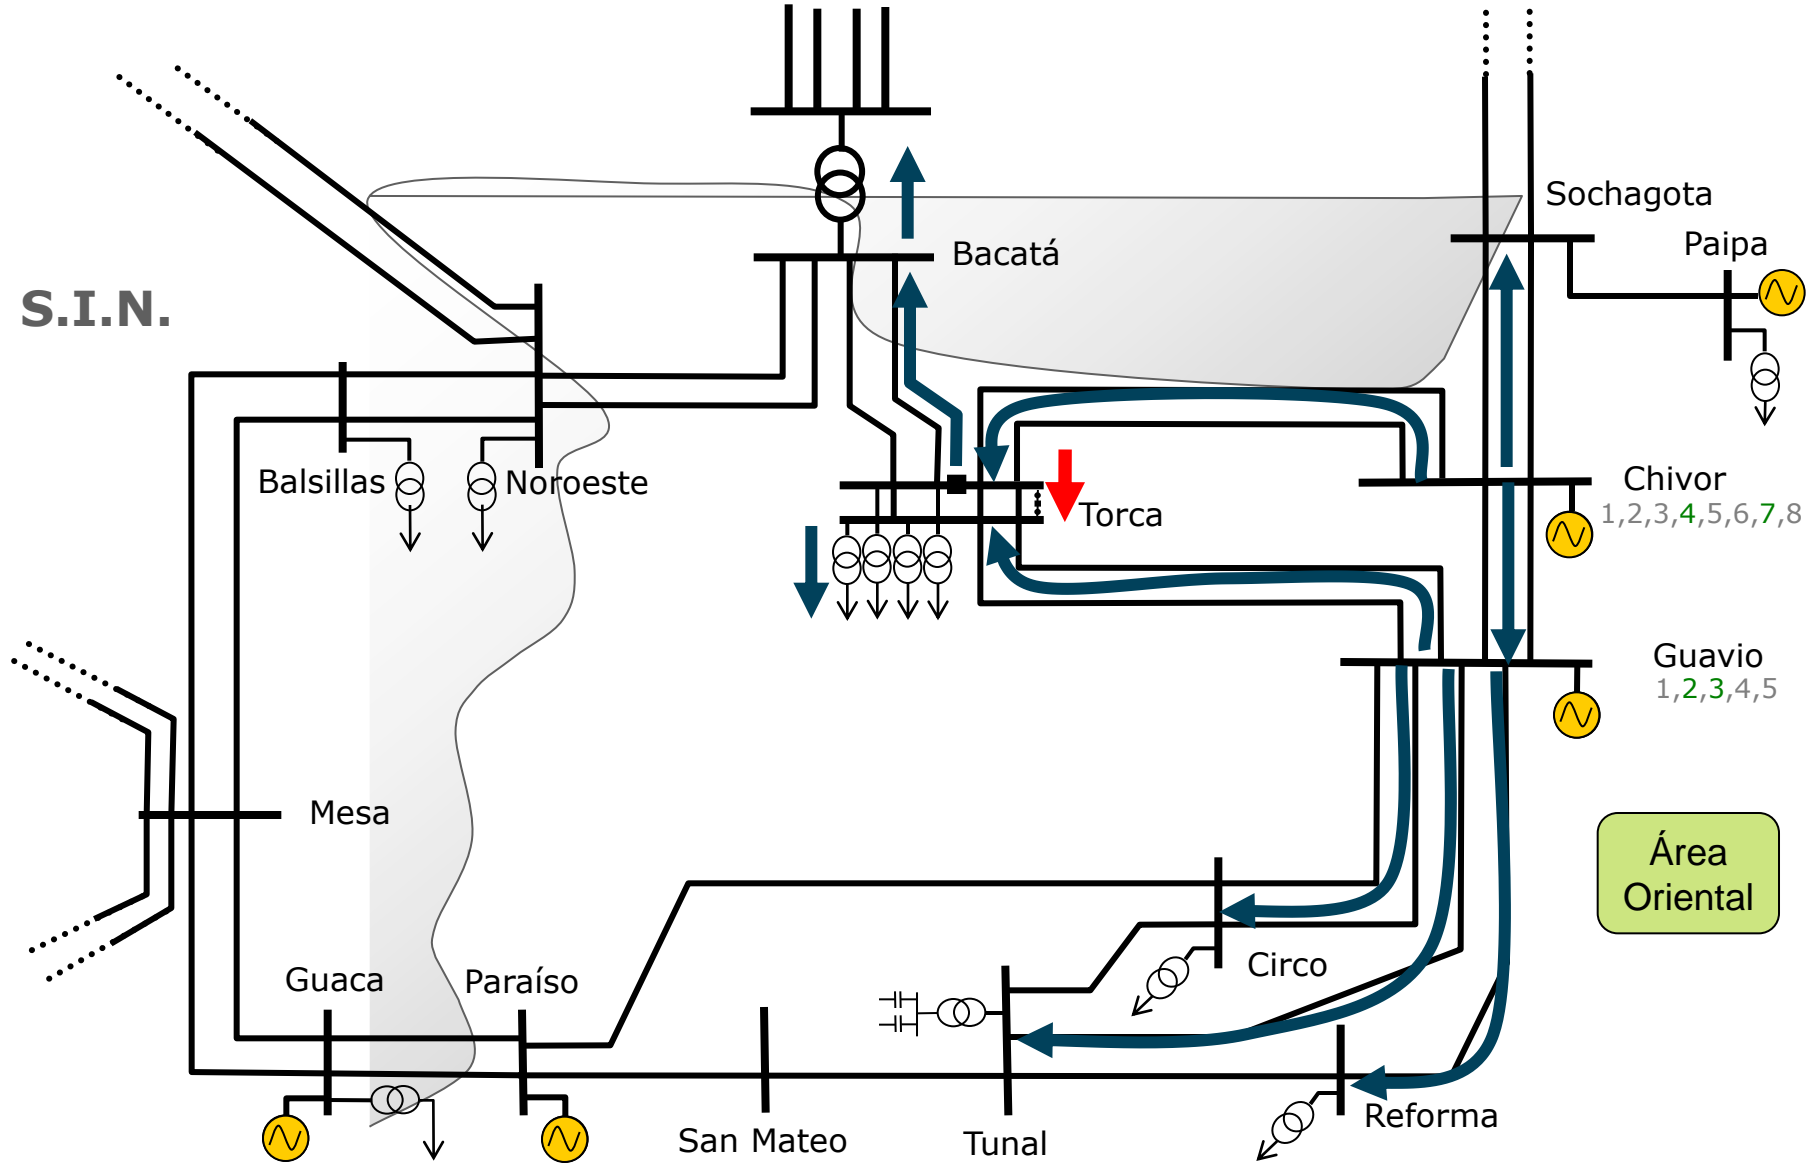 Sochagota
Paipa
Bacatá
S.I.N.
Balsillas
Noroeste
Chivor
1,2,3,4,5,6,7,8
Torca
Guavio
1,2,3,4,5
Mesa
Área
Oriental
Circo
Guaca
Paraíso
Reforma
San Mateo
Tunal